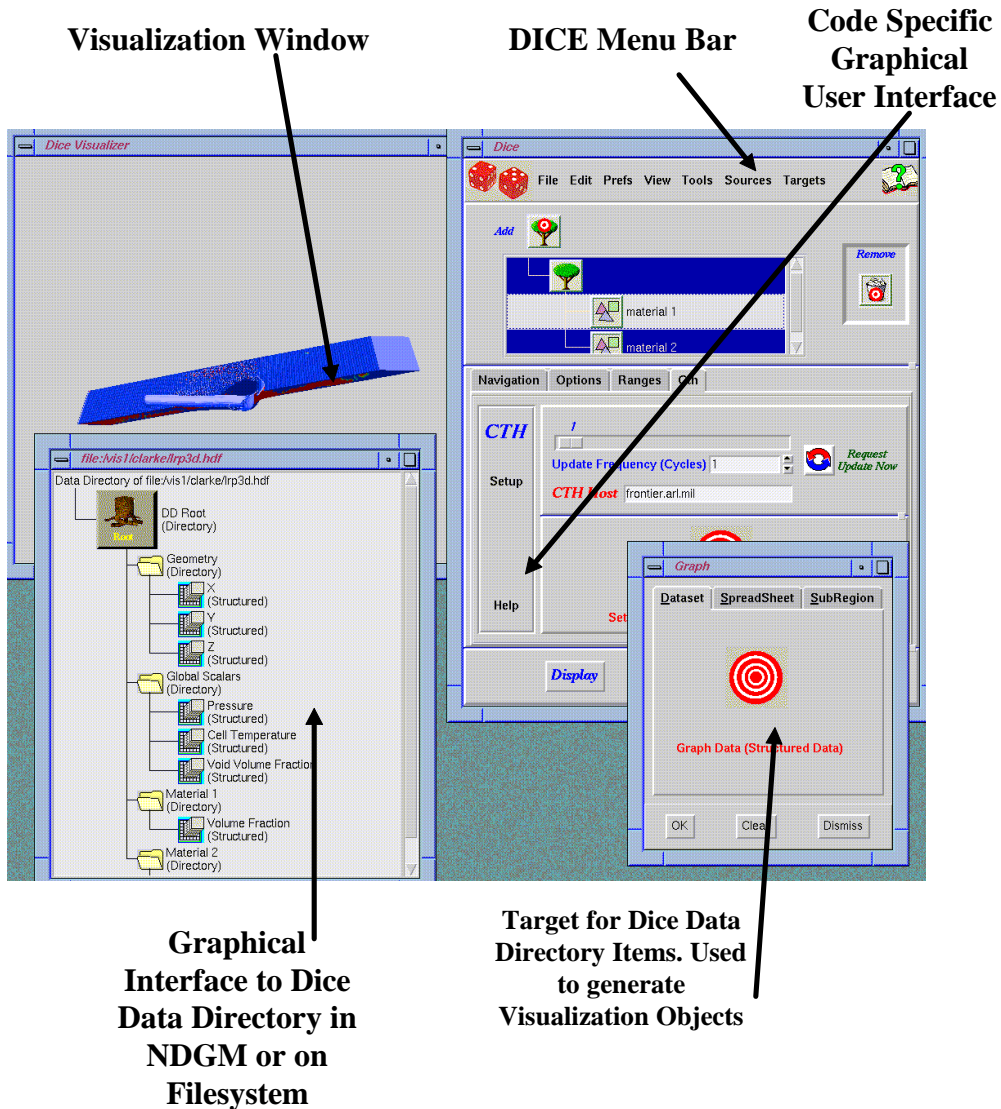 Visualization Window
DICE Menu Bar
Code Specific
Graphical
User Interface
Dice Visualizer
Dice
File Edit Prefs View Tools Sources Targets
Add
Remove
material 1
material 2
Navigation Options Ranges Cth
CTH
Setup
Help
1
Update Frequency (Cycles) 1
Request
Update Now
CTH Host frontier.arl.mil
Set
Display
file:/vis1/clarke/lrp3d.hdf
Data Directory of file:/vis1/clarke/lrp3d.hdf
Root
DD Root
(Directory)
Geometry
(Directory)
X
(Structured)
Y
(Structured)
Z
(Structured)
Global Scalars
(Directory)
Pressure
(Structured)
Cell Temperature
(Structured)
Void Volume Fraction
(Structured)
Material 1
(Directory)
Volume Fraction
(Structured)
Material 2
(Directory)
Graph
Dataset SpreadSheet SubRegion
Graph Data (Structured Data)
OK Clear Dismiss
Graphical
Interface to Dice
Data Directory in
NDGM or on
Filesystem
Target for Dice Data
Directory Items. Used
to generate
Visualization Objects